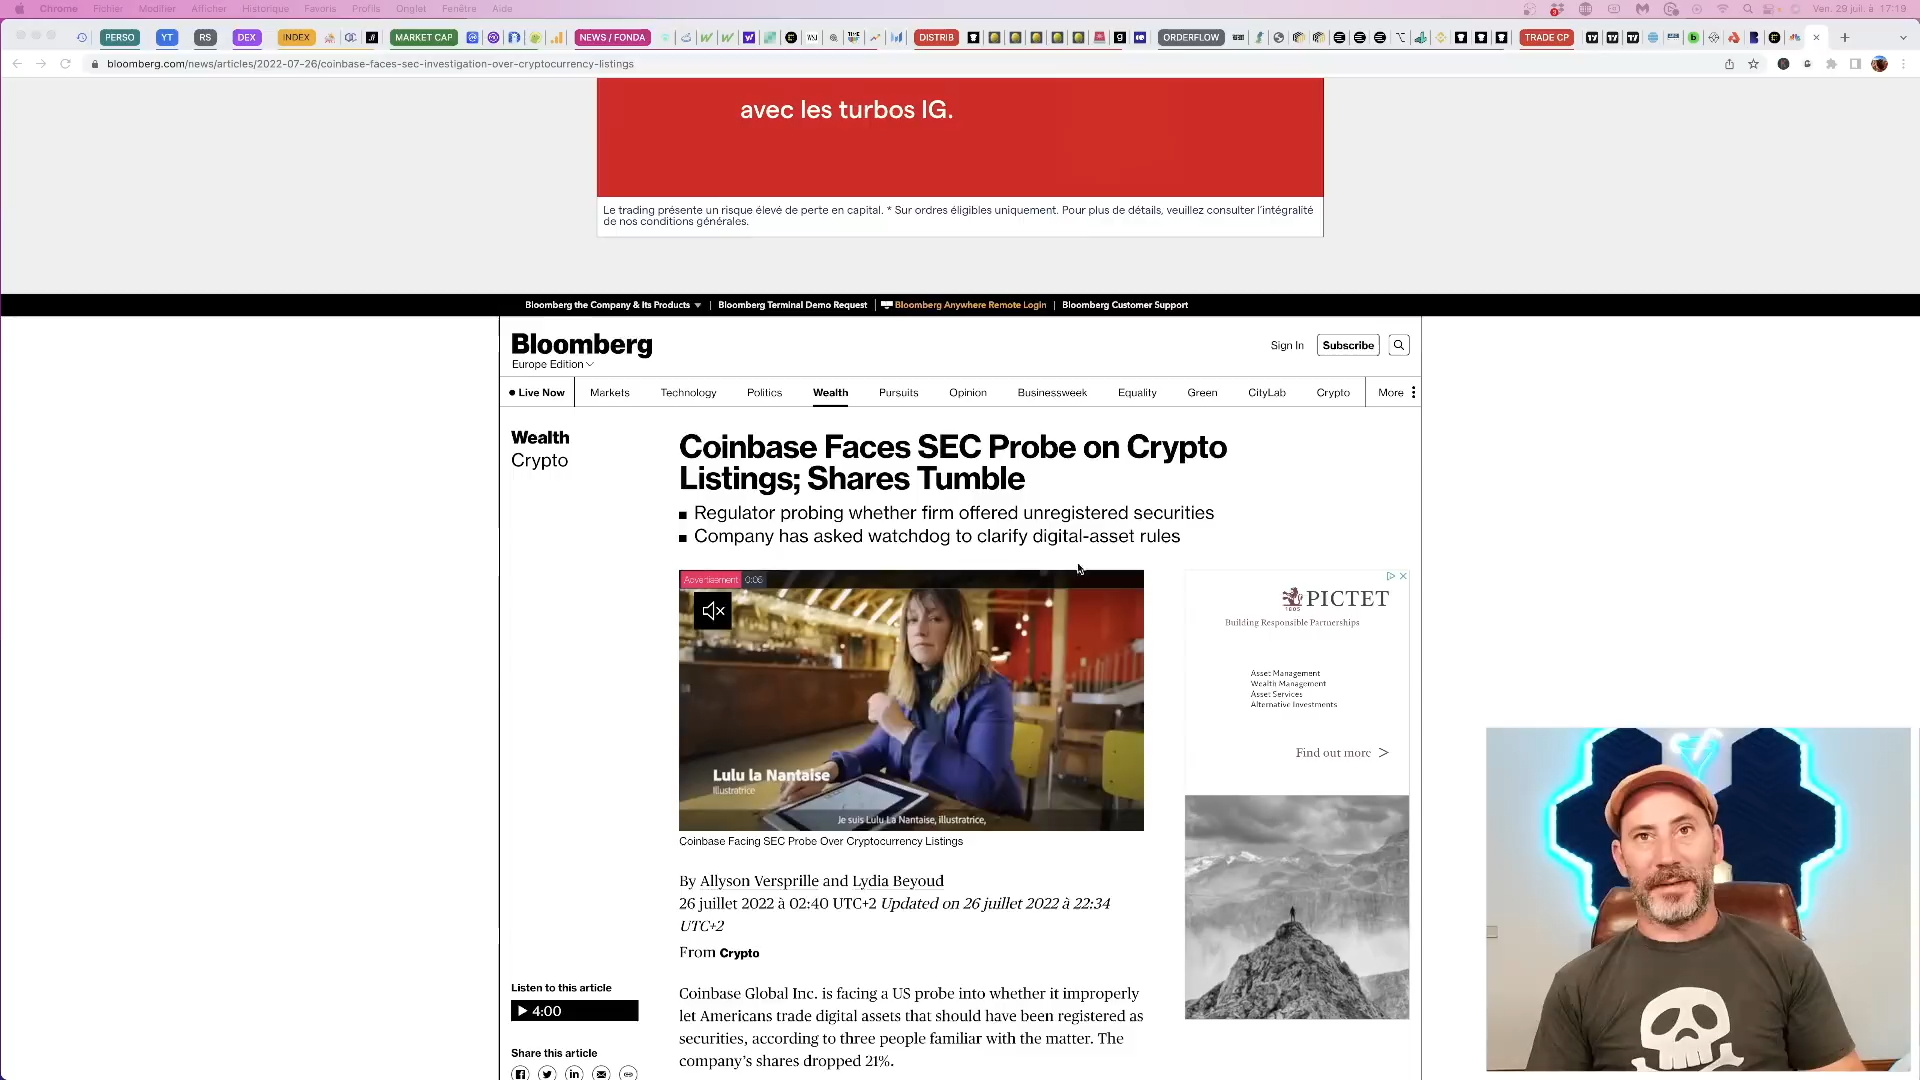 Chrome Fichier Modifier Afficher Historique Favoris Profils Onglet Fenêtre Aide Ven. 29 juil. à 17:19
PERSO YT RS DEX INDEX MARKET CAP NEWS / FONDA DISTRIB ORDERFLOW TRADE CP
bloomberg.com/news/articles/2022-07-26/coinbase-faces-sec-investigation-over-cryptocurrency-listings
avec les turbos IG.
Le trading présente un risque élevé de perte en capital. * Sur ordres éligibles uniquement. Pour plus de détails, veuillez consulter l'intégralité
de nos conditions générales.
Bloomberg the Company & Its Products | Bloomberg Terminal Demo Request | Bloomberg Anywhere Remote Login | Bloomberg Customer Support
Bloomberg
Europe Edition
Sign In
Subscribe
Live Now Markets Technology Politics Wealth Pursuits Opinion Businessweek Equality Green CityLab Crypto More
Wealth
Crypto
Coinbase Faces SEC Probe on Crypto
Listings; Shares Tumble
Regulator probing whether firm offered unregistered securities
Company has asked watchdog to clarify digital-asset rules
Advertisement 0:06
Lulu la Nantaise
Illustratrice
Je suis Lulu La Nantaise, illustratrice,
Coinbase Facing SEC Probe Over Cryptocurrency Listings
PICTET
1805
Building Responsible Partnerships
Asset Management
Wealth Management
Asset Services
Alternative Investments
Find out more >
By Allyson Versprille and Lydia Beyoud
26 juillet 2022 à 02:40 UTC+2 Updated on 26 juillet 2022 à 22:34
UTC+2
From Crypto
Listen to this article
4:00
Share this article
Coinbase Global Inc. is facing a US probe into whether it improperly
let Americans trade digital assets that should have been registered as
securities, according to three people familiar with the matter. The
company's shares dropped 21%.